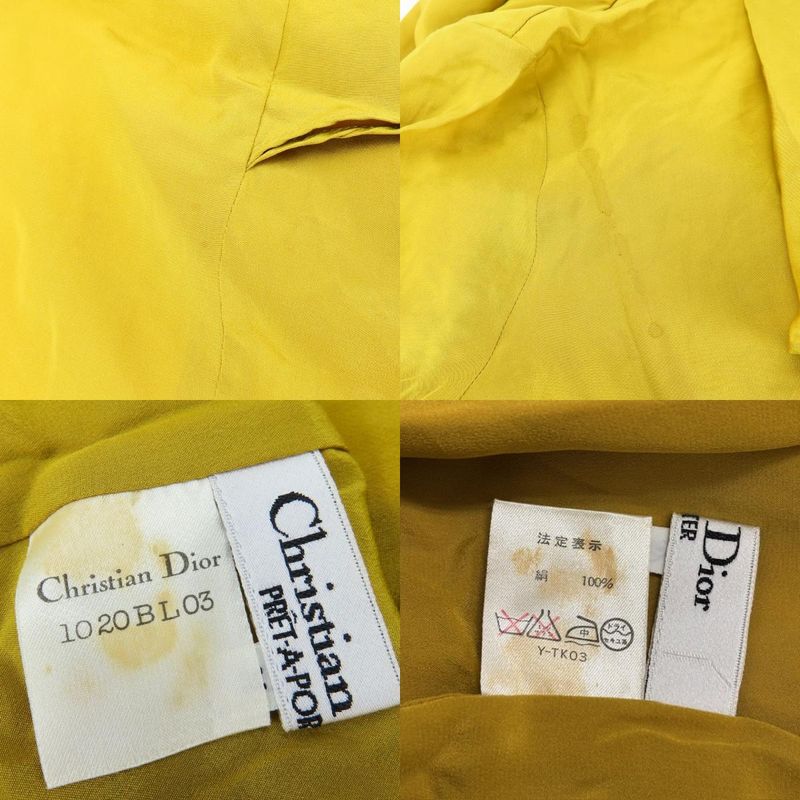 Christian Dior
1020BL03
Christian
PRÊT-À-POR
法定表示
絹 100%
中
ドライ
セキユ系
Y-TK03
Dior
TER